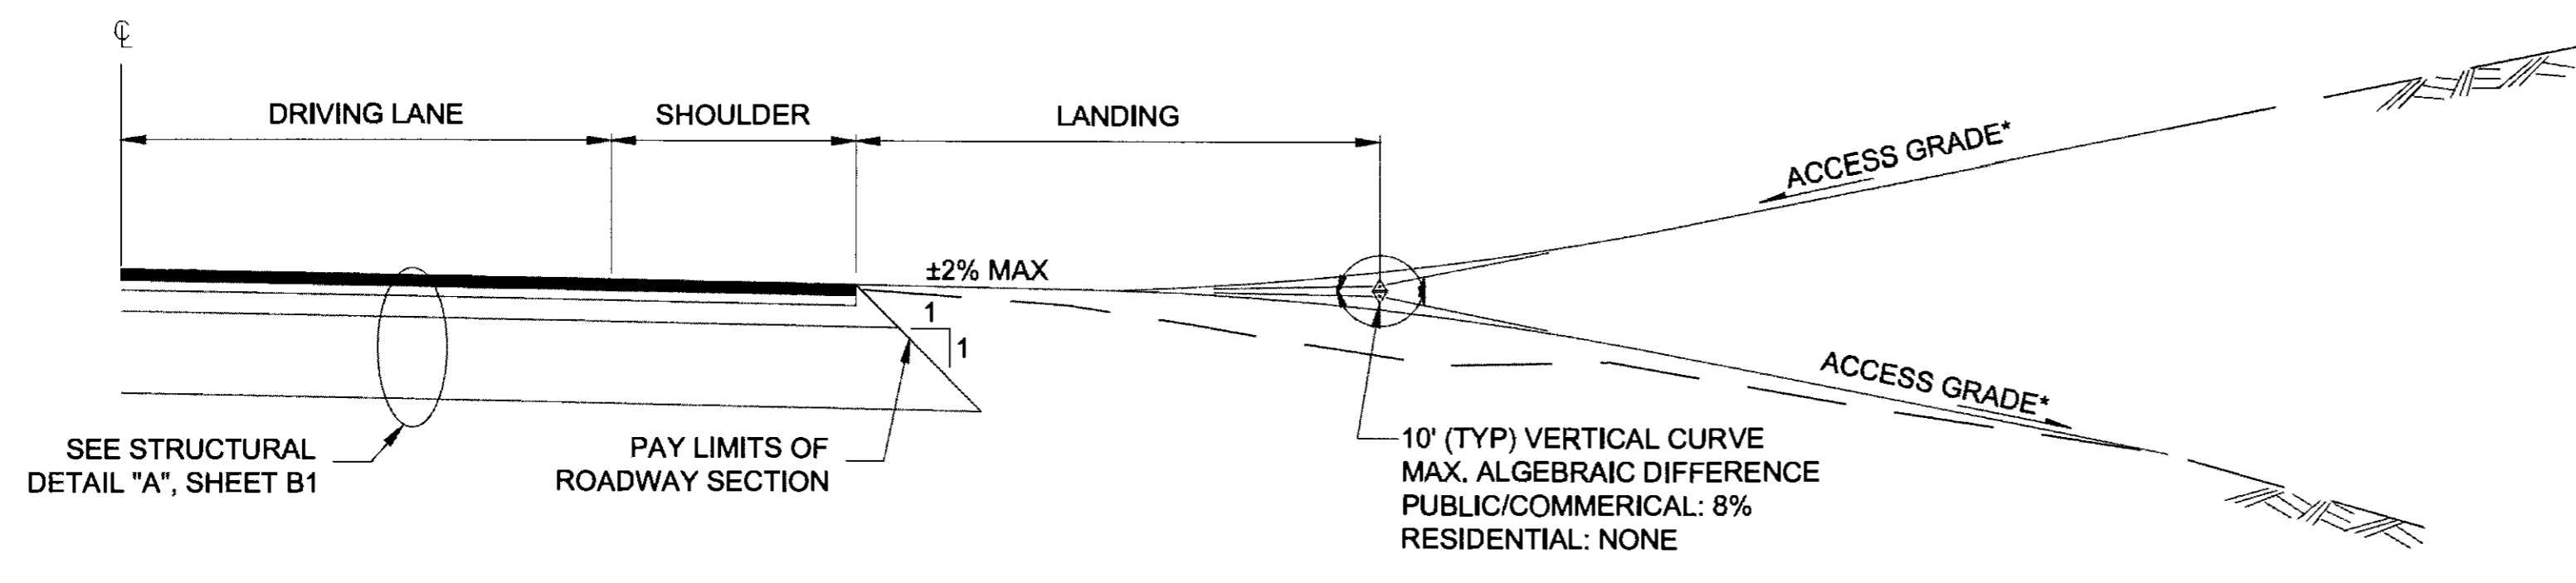 ℄
DRIVING LANE
SHOULDER
LANDING
ACCESS GRADE*
±2% MAX
1
1
ACCESS GRADE*
SEE STRUCTURAL
DETAIL "A", SHEET B1
PAY LIMITS OF
ROADWAY SECTION
10' (TYP) VERTICAL CURVE
MAX. ALGEBRAIC DIFFERENCE
PUBLIC/COMMERICAL: 8%
RESIDENTIAL: NONE